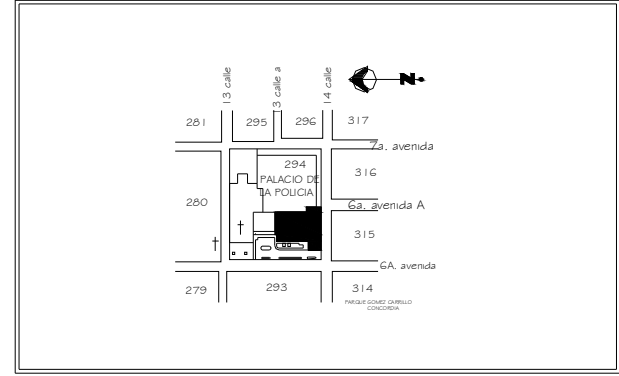 13 calle
13 calle a
14 calle
N
281
295
296
317
7a. avenida
294
316
PALACIO DE
LA POLICIA
280
6a. avenida A
315
6A. avenida
279
293
314
PARQUE GOMEZ CARRILLO
CONCORDIA